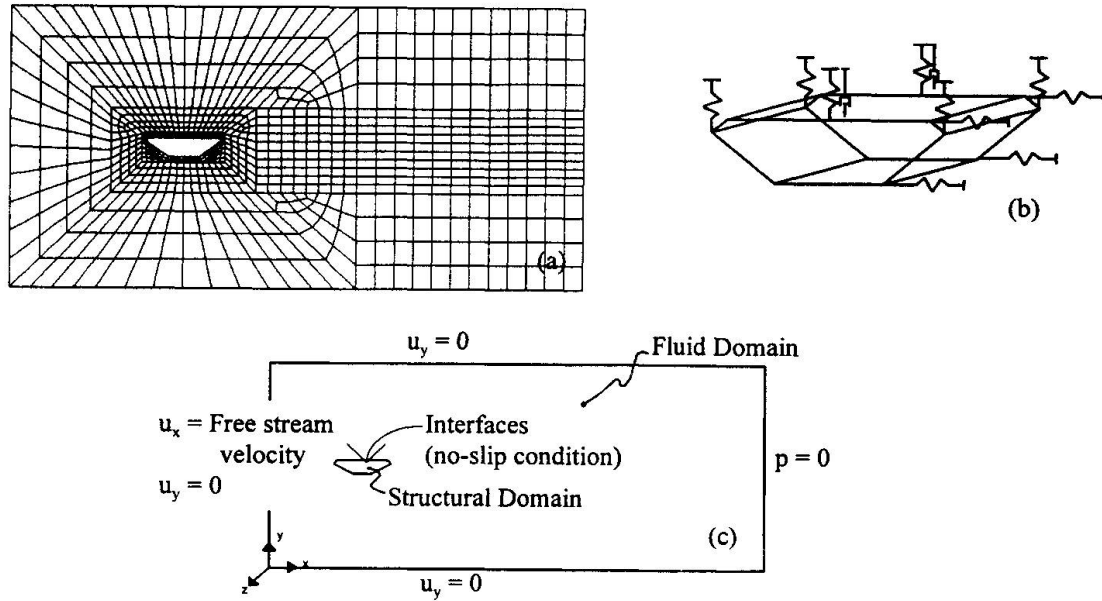 (a)
(b)
u_y = 0
Fluid Domain
u_x = Free stream
velocity
u_y = 0
Interfaces
(no-slip condition)
Structural Domain
p = 0
(c)
y
x
z
u_y = 0